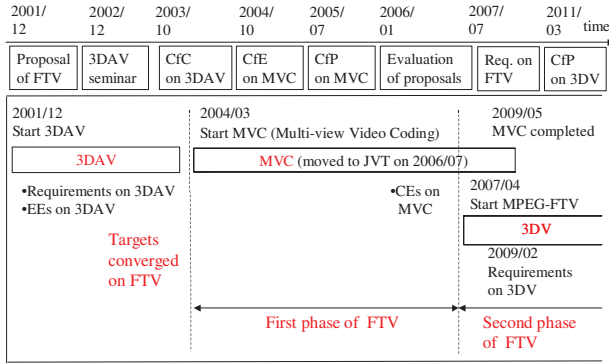 2001/ 2002/ 2003/ 2004/ 2005/ 2006/ 2007/ 2011/
12 12 10 10 07 01 07 03 time
Proposal 3DAV CfC CfE CfP Evaluation Req. on CfP
of FTV seminar on 3DAV on MVC on MVC of proposals FTV on 3DV
2001/12
Start 3DAV
3DAV
•Requirements on 3DAV
•EEs on 3DAV
Targets
converged
on FTV
2004/03
Start MVC (Multi-view Video Coding)
MVC (moved to JVT on 2006/07)
•CEs on
MVC
2009/05
MVC completed
2007/04
Start MPEG-FTV
3DV
2009/02
Requirements
on 3DV
First phase of FTV
Second phase
of FTV